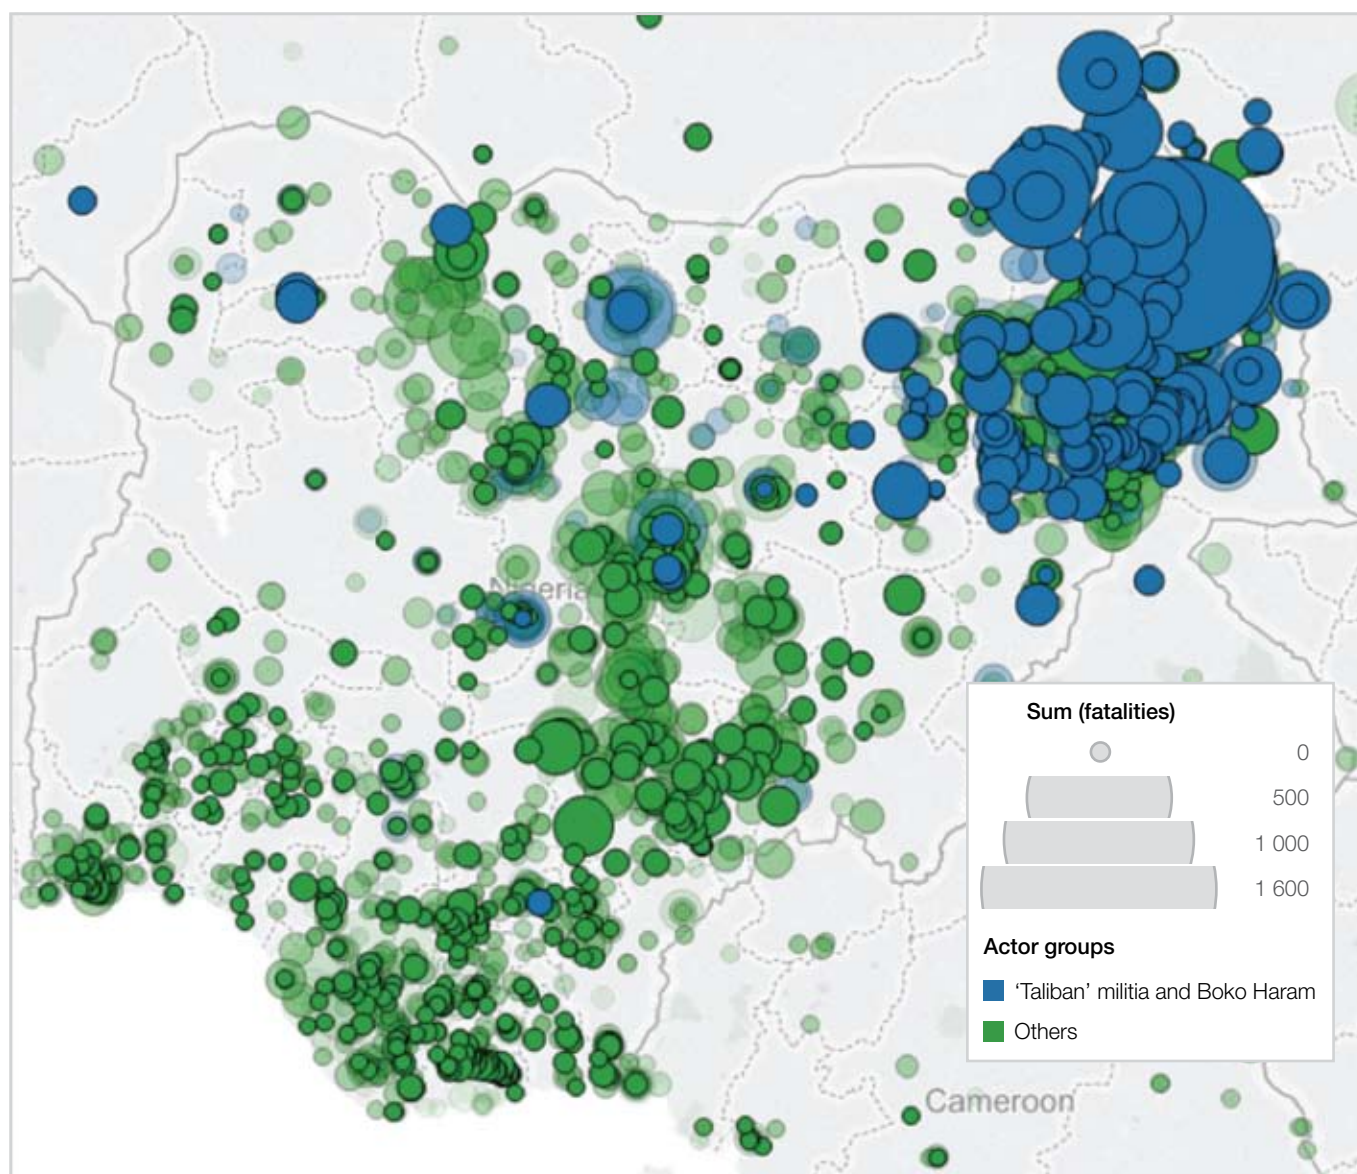 Nigeria
Sum (fatalities)
0
500
1 000
1 600
Actor groups
‘Taliban’ militia and Boko Haram
Others
Cameroon